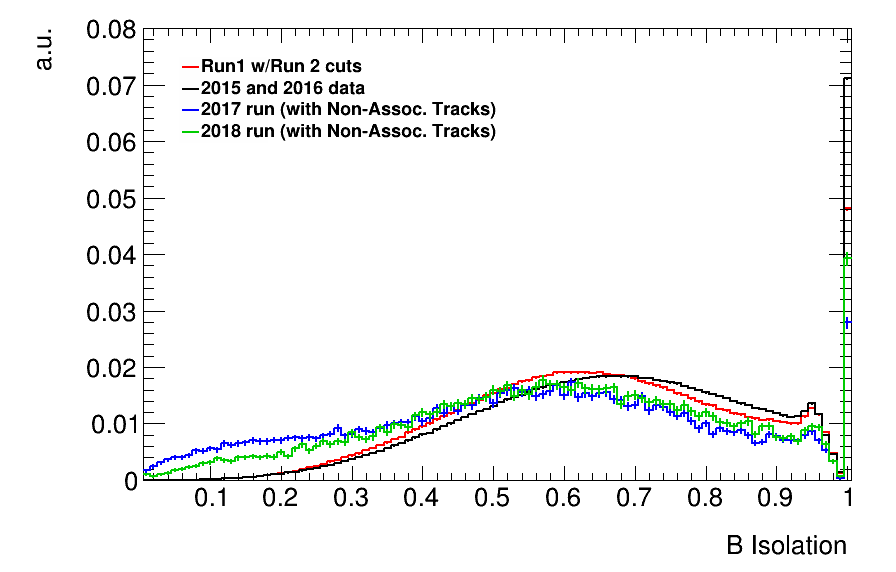 a.u.
0.08
Run1 w/Run 2 cuts
2015 and 2016 data
0.07
2017 run (with Non-Assoc. Tracks)
2018 run (with Non-Assoc. Tracks)
0.06
0.05
0.04
0.03
0.02
0.01
0
0.1 0.2 0.3 0.4 0.5 0.6 0.7 0.8 0.9 1
B Isolation